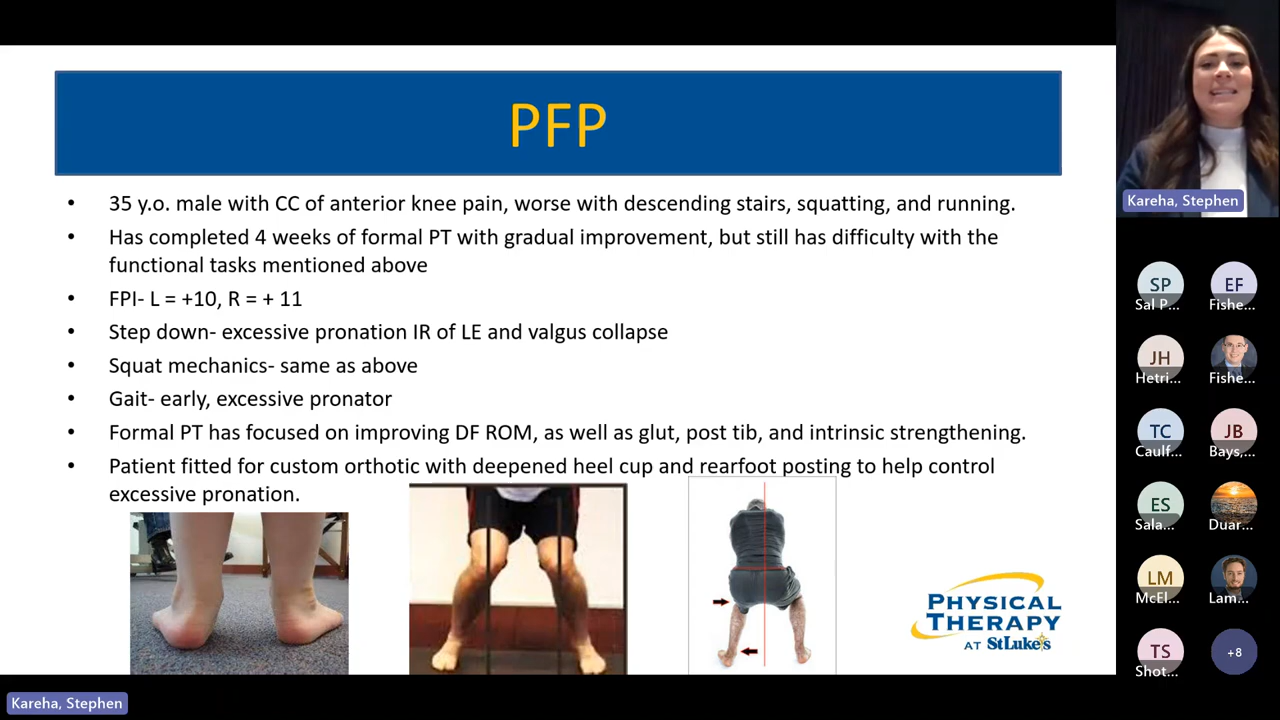 PFP
• 35 y.o. male with CC of anterior knee pain, worse with descending stairs, squatting, and running.
• Has completed 4 weeks of formal PT with gradual improvement, but still has difficulty with the
functional tasks mentioned above
• FPI- L = +10, R = + 11
• Step down- excessive pronation IR of LE and valgus collapse
• Squat mechanics- same as above
• Gait- early, excessive pronator
• Formal PT has focused on improving DF ROM, as well as glut, post tib, and intrinsic strengthening.
• Patient fitted for custom orthotic with deepened heel cup and rearfoot posting to help control
excessive pronation.
PHYSICAL
THERAPY
AT StLuke's
Kareha, Stephen
SP
Sal P...
EF
Fishe...
JH
Hetri...
Fishe...
TC
Caulf...
JB
Bays,...
ES
Sala...
Duar...
LM
McEl...
Lam...
TS
Shot...
+8
Kareha, Stephen